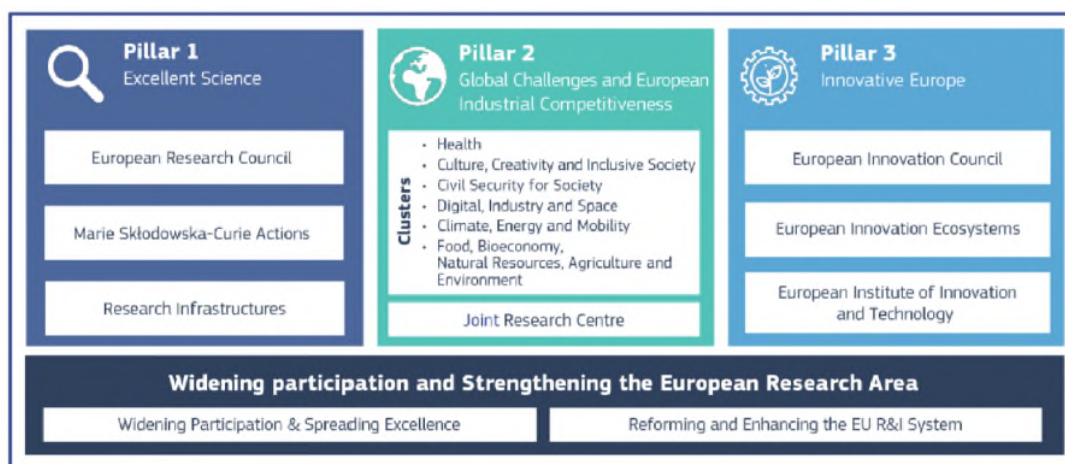 Pillar 1
Excellent Science
European Research Council
Marie Skłodowska-Curie Actions
Research Infrastructures
Pillar 2
Global Challenges and European
Industrial Competitiveness
Clusters
• Health
• Culture, Creativity and Inclusive Society
• Civil Security for Society
• Digital, Industry and Space
• Climate, Energy and Mobility
• Food, Bioeconomy,
Natural Resources, Agriculture and
Environment
Joint Research Centre
Pillar 3
Innovative Europe
European Innovation Council
European Innovation Ecosystems
European Institute of Innovation
and Technology
Widening participation and Strengthening the European Research Area
Widening Participation & Spreading Excellence
Reforming and Enhancing the EU R&I System